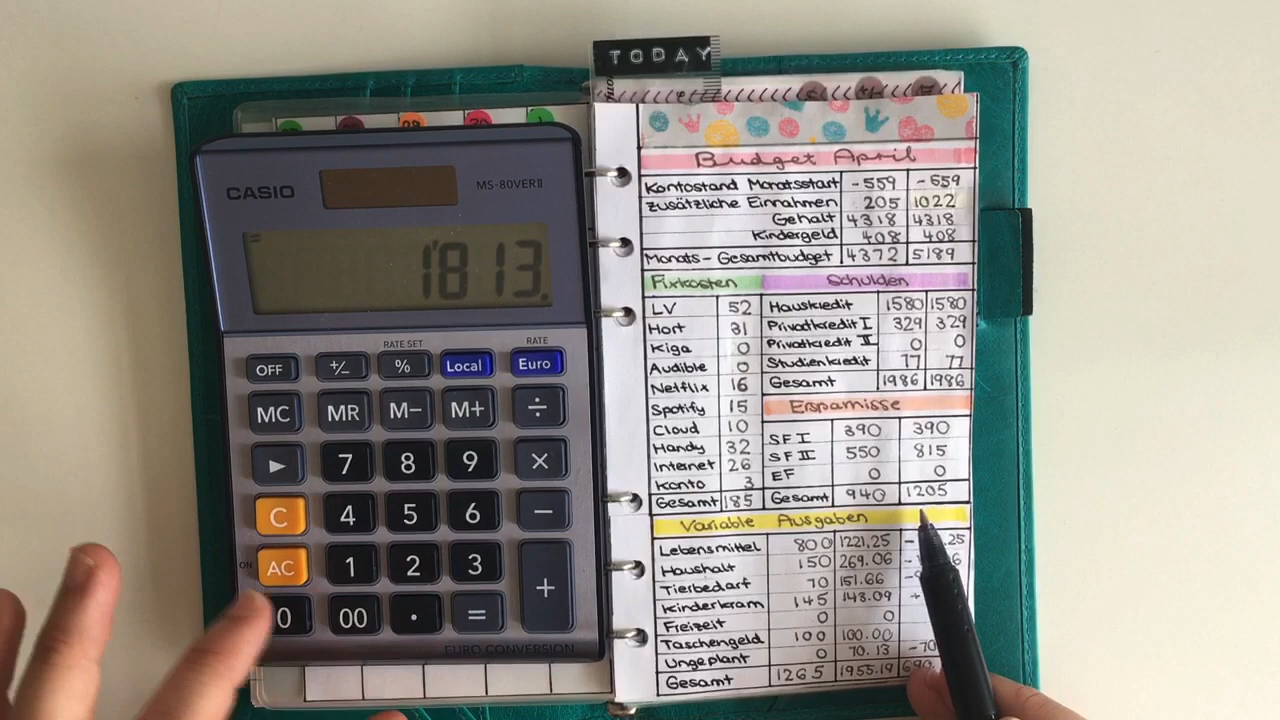 TODAY
CASIO
MS-80VERII
1813.
RATE SET
RATE
OFF +/− % Local Euro
MC MR M− M+ ÷
▶ 7 8 9 ×
C 4 5 6 −
ON AC 1 2 3 +
0 00 · =
EURO CONVERSION
Budget April
Kontostand Monatsstart -559 -559
zusätzliche Einnahmen 205 1022
Gehalt 4318 4318
Kindergeld 408 408
Monats-Gesamtbudget 4372 5189
Fixkosten
LV 52
Hort 31
Kiga 0
Audible 0
Netflix 16
Spotify 15
Cloud 10
Handy 32
Internet 26
Konto 3
Gesamt 185
Schulden
Hauskredit 1580 1580
Privatkredit I 329 329
Privatkredit II 0 0
Studienkredit 77 77
Gesamt 1986 1986
Ersparnisse
SF I 390 390
SF II 550 815
EF 0 0
Gesamt 940 1205
Variable Ausgaben
Lebensmittel 800 1221.25
Haushalt 150 269.06
Tierbedarf 70 151.66
Kinderkram 145 143.09 +
Freizeit 0 0
Taschengeld 100 100.00
Ungeplant 0 70.13 -70
Gesamt 1265 1955.19 690.